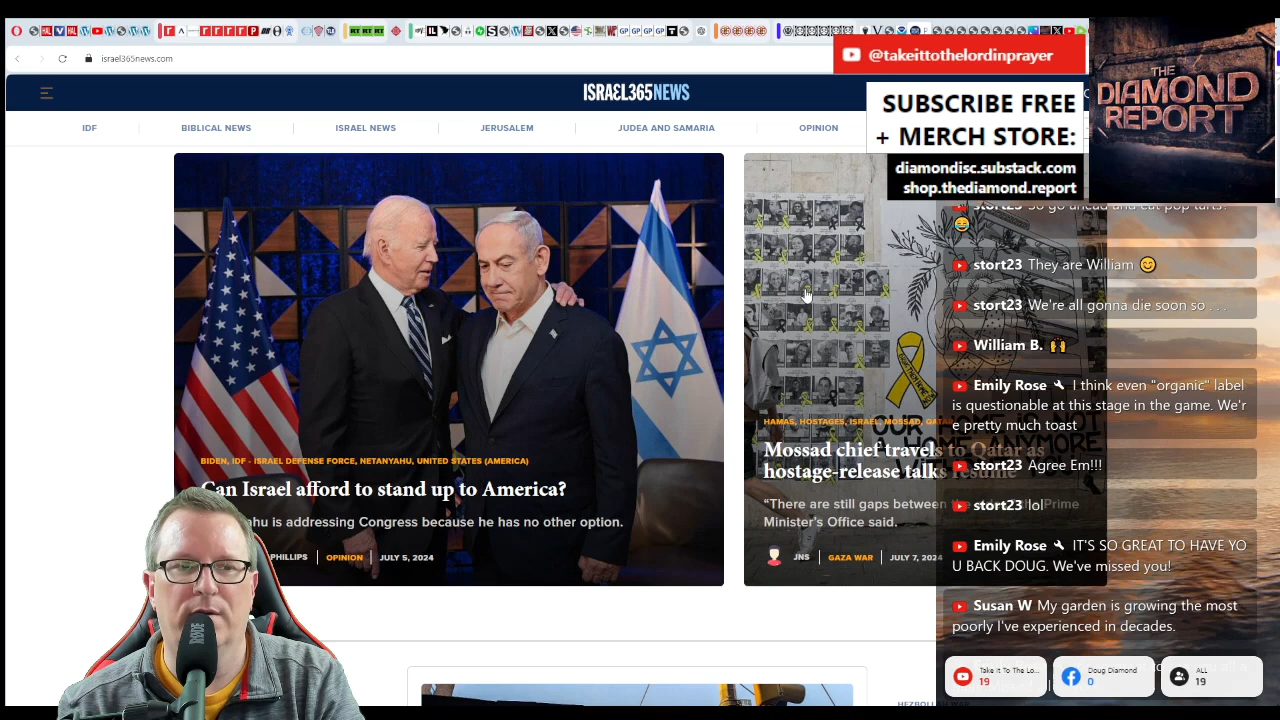 israel365news.com
@takeittothelordinprayer
THE
DIAMOND
REPORT
SUBSCRIBE FREE
+ MERCH STORE:
diamondisc.substack.com
shop.thediamond.report
ISRAEL365NEWS
IDF
BIBLICAL NEWS
ISRAEL NEWS
JERUSALEM
JUDEA AND SAMARIA
OPINION
BIDEN, IDF - ISRAEL DEFENSE FORCE, NETANYAHU, UNITED STATES (AMERICA)
Can Israel afford to stand up to America?
ahu is addressing Congress because he has no other option.
PHILLIPS
OPINION
JULY 5, 2024
HAMAS, HOSTAGES, ISRAEL, MOSSAD,
Mossad chief travels to Qatar as
hostage-release talks resume
"There are still gaps between Prime
Minister's Office said.
JNS
GAZA WAR
JULY 7, 2024
stort23 So go ahead and eat pop tarts!
stort23 They are William 😊
stort23 We're all gonna die soon so . . .
William B. 🙌
Emily Rose I think even "organic" label
is questionable at this stage in the game. We'r
e pretty much toast
stort23 Agree Em!!!
stort23 lol
Emily Rose IT'S SO GREAT TO HAVE YO
U BACK DOUG. We've missed you!
Susan W My garden is growing the most
poorly I've experienced in decades.
Take It To The Lo...
19
Doug Diamond
0
ALL
19
HEZBOLLAH WAR
RØDE